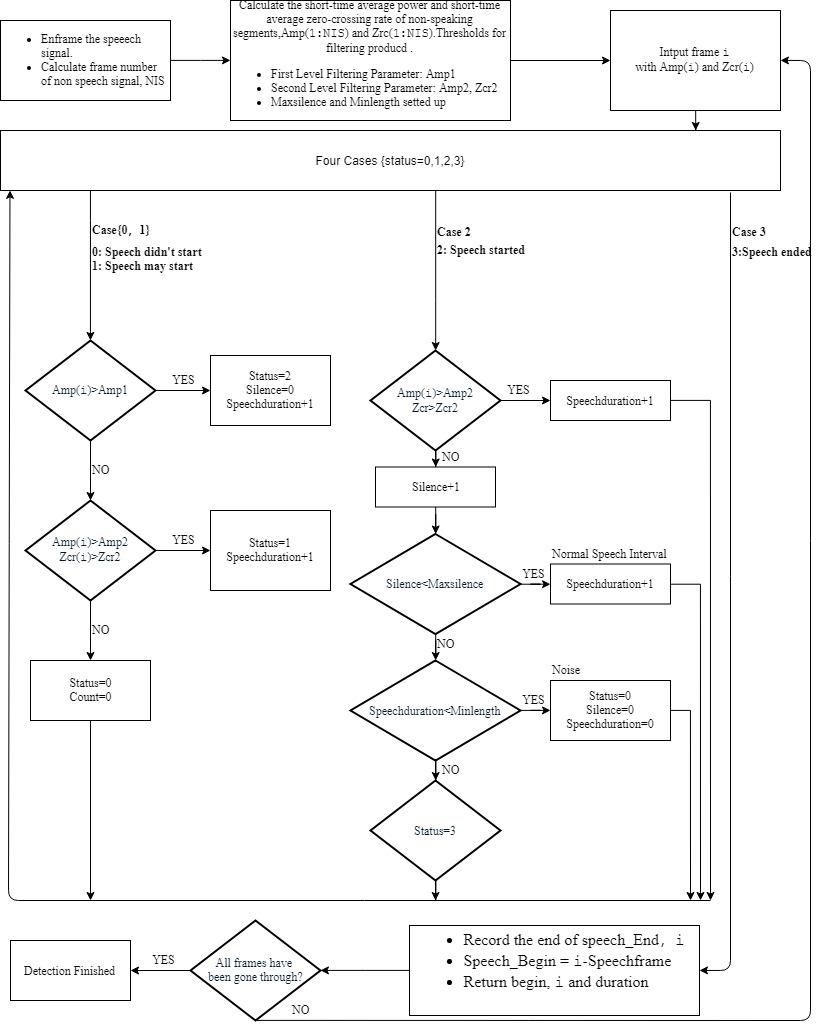 Enframe the speeech
signal.
Calculate frame number
of non speech signal, NIS
Calculate the short-time average power and short-time
average zero-crossing rate of non-speaking
segments,Amp(1:NIS) and Zrc(1:NIS).Thresholds for
filtering producd .
First Level Filtering Parameter: Amp1
Second Level Filtering Parameter: Amp2, Zcr2
Maxsilence and Minlength setted up
Intput frame i
with Amp(i) and Zcr(i)
Four Cases {status=0,1,2,3}
Case{0, 1}
0: Speech didn't start
1: Speech may start
Case 2
2: Speech started
Case 3
3:Speech ended
Amp(i)>Amp1
YES
Status=2
Silence=0
Speechduration+1
NO
Amp(i)>Amp2
Zcr(i)>Zcr2
YES
Status=1
Speechduration+1
NO
Status=0
Count=0
Amp(i)>Amp2
Zcr>Zcr2
YES
Speechduration+1
NO
Silence+1
Silence<Maxsilence
YES
Normal Speech Interval
Speechduration+1
NO
Speechduration<Minlength
YES
Noise
Status=0
Silence=0
Speechduration=0
NO
Status=3
Record the end of speech_End, i
Speech_Begin = i-Speechframe
Return begin, i and duration
All frames have
been gone through?
YES
Detection Finished
NO